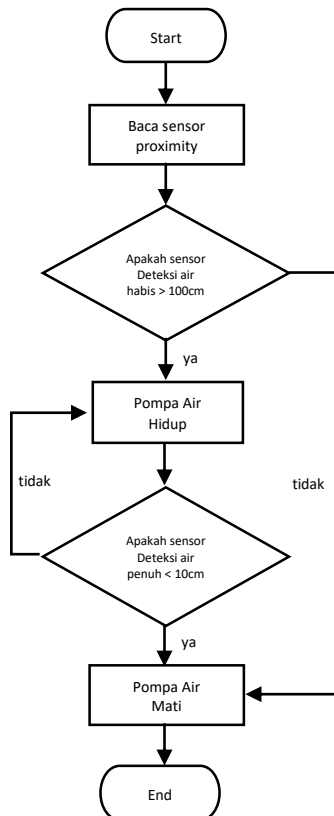 Start
Baca sensor
proximity
Apakah sensor
Deteksi air
habis > 100cm
ya
Pompa Air
Hidup
tidak
tidak
Apakah sensor
Deteksi air
penuh < 10cm
ya
Pompa Air
Mati
End